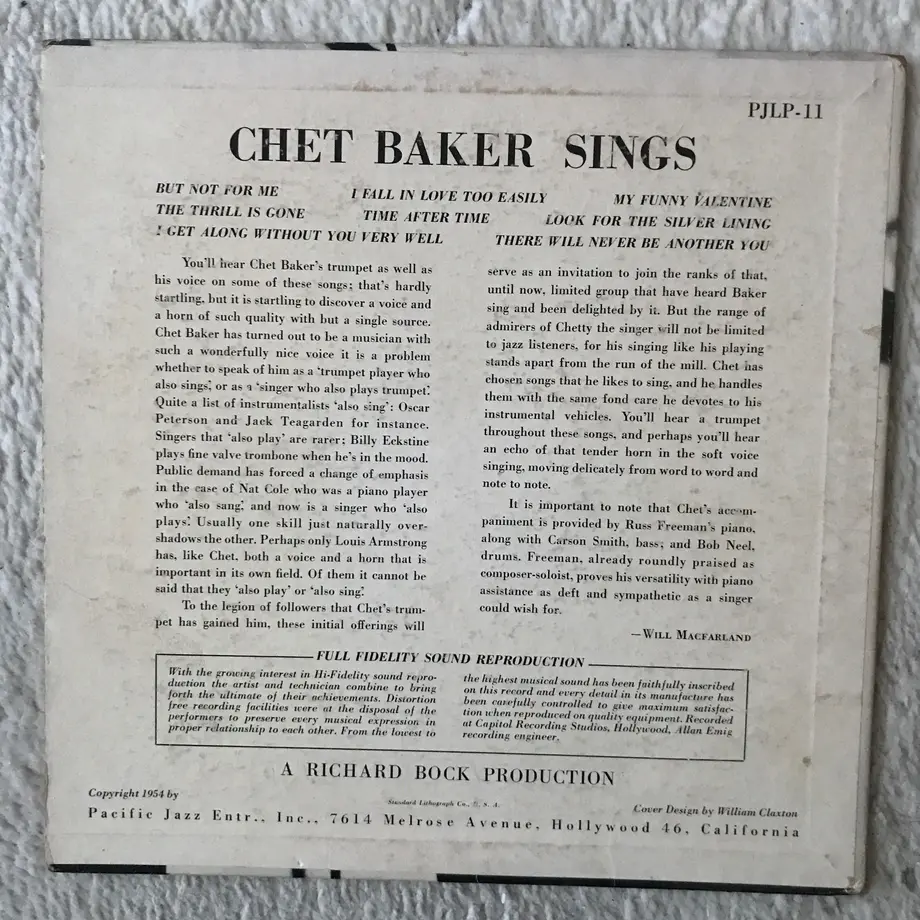 PJLP-11
CHET BAKER SINGS
BUT NOT FOR ME I FALL IN LOVE TOO EASILY MY FUNNY VALENTINE
THE THRILL IS GONE TIME AFTER TIME LOOK FOR THE SILVER LINING
I GET ALONG WITHOUT YOU VERY WELL THERE WILL NEVER BE ANOTHER YOU
You'll hear Chet Baker's trumpet as well as
his voice on some of these songs; that's hardly
startling, but it is startling to discover a voice and
a horn of such quality with but a single source.
Chet Baker has turned out to be a musician with
such a wonderfully nice voice it is a problem
whether to speak of him as a 'trumpet player who
also sings', or as a 'singer who also plays trumpet'.
Quite a list of instrumentalists 'also sing': Oscar
Peterson and Jack Teagarden for instance.
Singers that 'also play' are rarer; Billy Eckstine
plays fine valve trombone when he's in the mood.
Public demand has forced a change of emphasis
in the case of Nat Cole who was a piano player
who 'also sang', and now is a singer who 'also
plays'. Usually one skill just naturally over-
shadows the other. Perhaps only Louis Armstrong
has, like Chet, both a voice and a horn that is
important in its own field. Of them it cannot be
said that they 'also play' or 'also sing'.
To the legion of followers that Chet's trum-
pet has gained him, these initial offerings will
serve as an invitation to join the ranks of that,
until now, limited group that have heard Baker
sing and been delighted by it. But the range of
admirers of Chetty the singer will not be limited
to jazz listeners, for his singing like his playing
stands apart from the run of the mill. Chet has
chosen songs that he likes to sing, and he handles
them with the same fond care he devotes to his
instrumental vehicles. You'll hear a trumpet
throughout these songs, and perhaps you'll hear
an echo of that tender horn in the soft voice
singing, moving delicately from word to word and
note to note.
It is important to note that Chet's accom-
paniment is provided by Russ Freeman's piano,
along with Carson Smith, bass; and Bob Neel,
drums. Freeman, already roundly praised as
composer-soloist, proves his versatility with piano
assistance as deft and sympathetic as a singer
could wish for.
—WILL MACFARLAND
FULL FIDELITY SOUND REPRODUCTION
With the growing interest in Hi-Fidelity sound repro-
duction the artist and technician combine to bring
forth the ultimate of their achievements. Distortion
free recording facilities were at the disposal of the
performers to preserve every musical expression in
proper relationship to each other. From the lowest to
the highest musical sound has been faithfully inscribed
on this record and every detail in its manufacture has
been carefully controlled to give maximum satisfac-
tion when reproduced on quality equipment. Recorded
at Capitol Recording Studios, Hollywood, Allan Emig
recording engineer.
A RICHARD BOCK PRODUCTION
Standard Lithograph Co., U. S. A.
Copyright 1954 by
Cover Design by William Claxton
Pacific Jazz Entr., Inc., 7614 Melrose Avenue, Hollywood 46, California